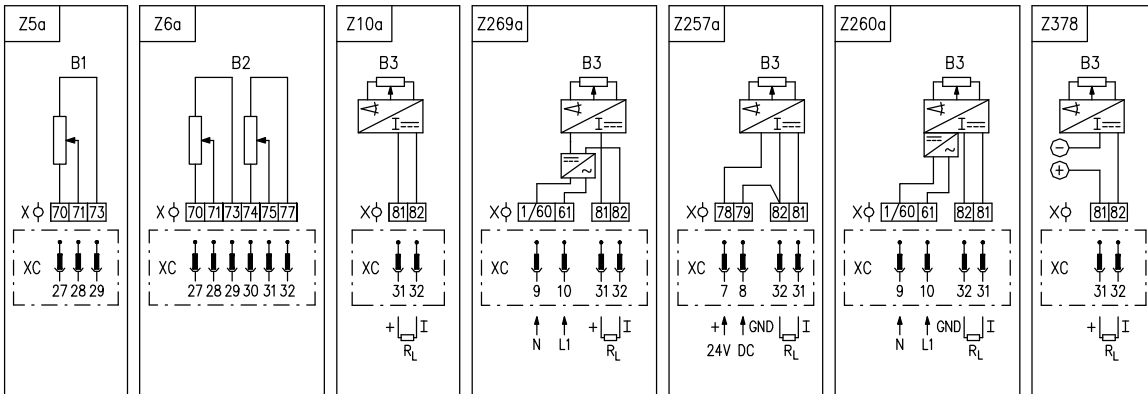 Z5a Z6a Z10a Z269a Z257a Z260a Z378
B1 B2 B3 B3 B3 B3 B3
I I I I I
~ ~
− +
X 70 71 73 X 70 71 73 74 75 77 X 81 82 X 1/60 61 81 82 X 78 79 82 81 X 1/60 61 82 81 X 81 82
XC XC XC XC XC XC XC
27 28 29 27 28 29 30 31 32 31 32 9 10 31 32 7 8 32 31 9 10 32 31 31 32
+ I + I + GND I GND I + I
RL N L1 RL 24V DC RL N L1 RL RL